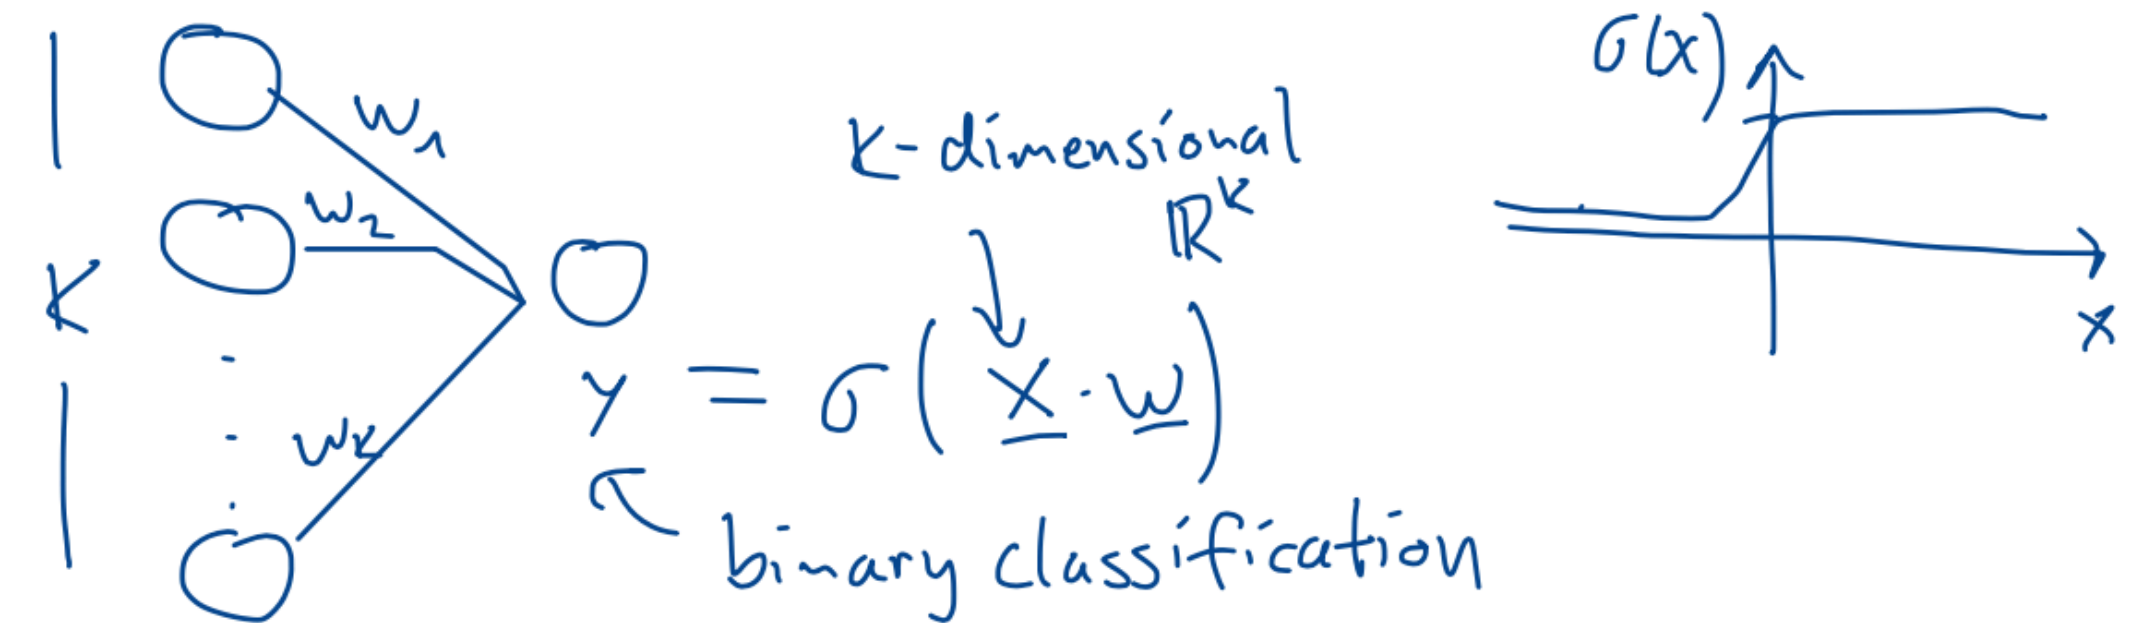 w₁
w₂
K
wₖ
K-dimensional
ℝᴷ
y = σ(x · w)
binary classification
σ(x)
x